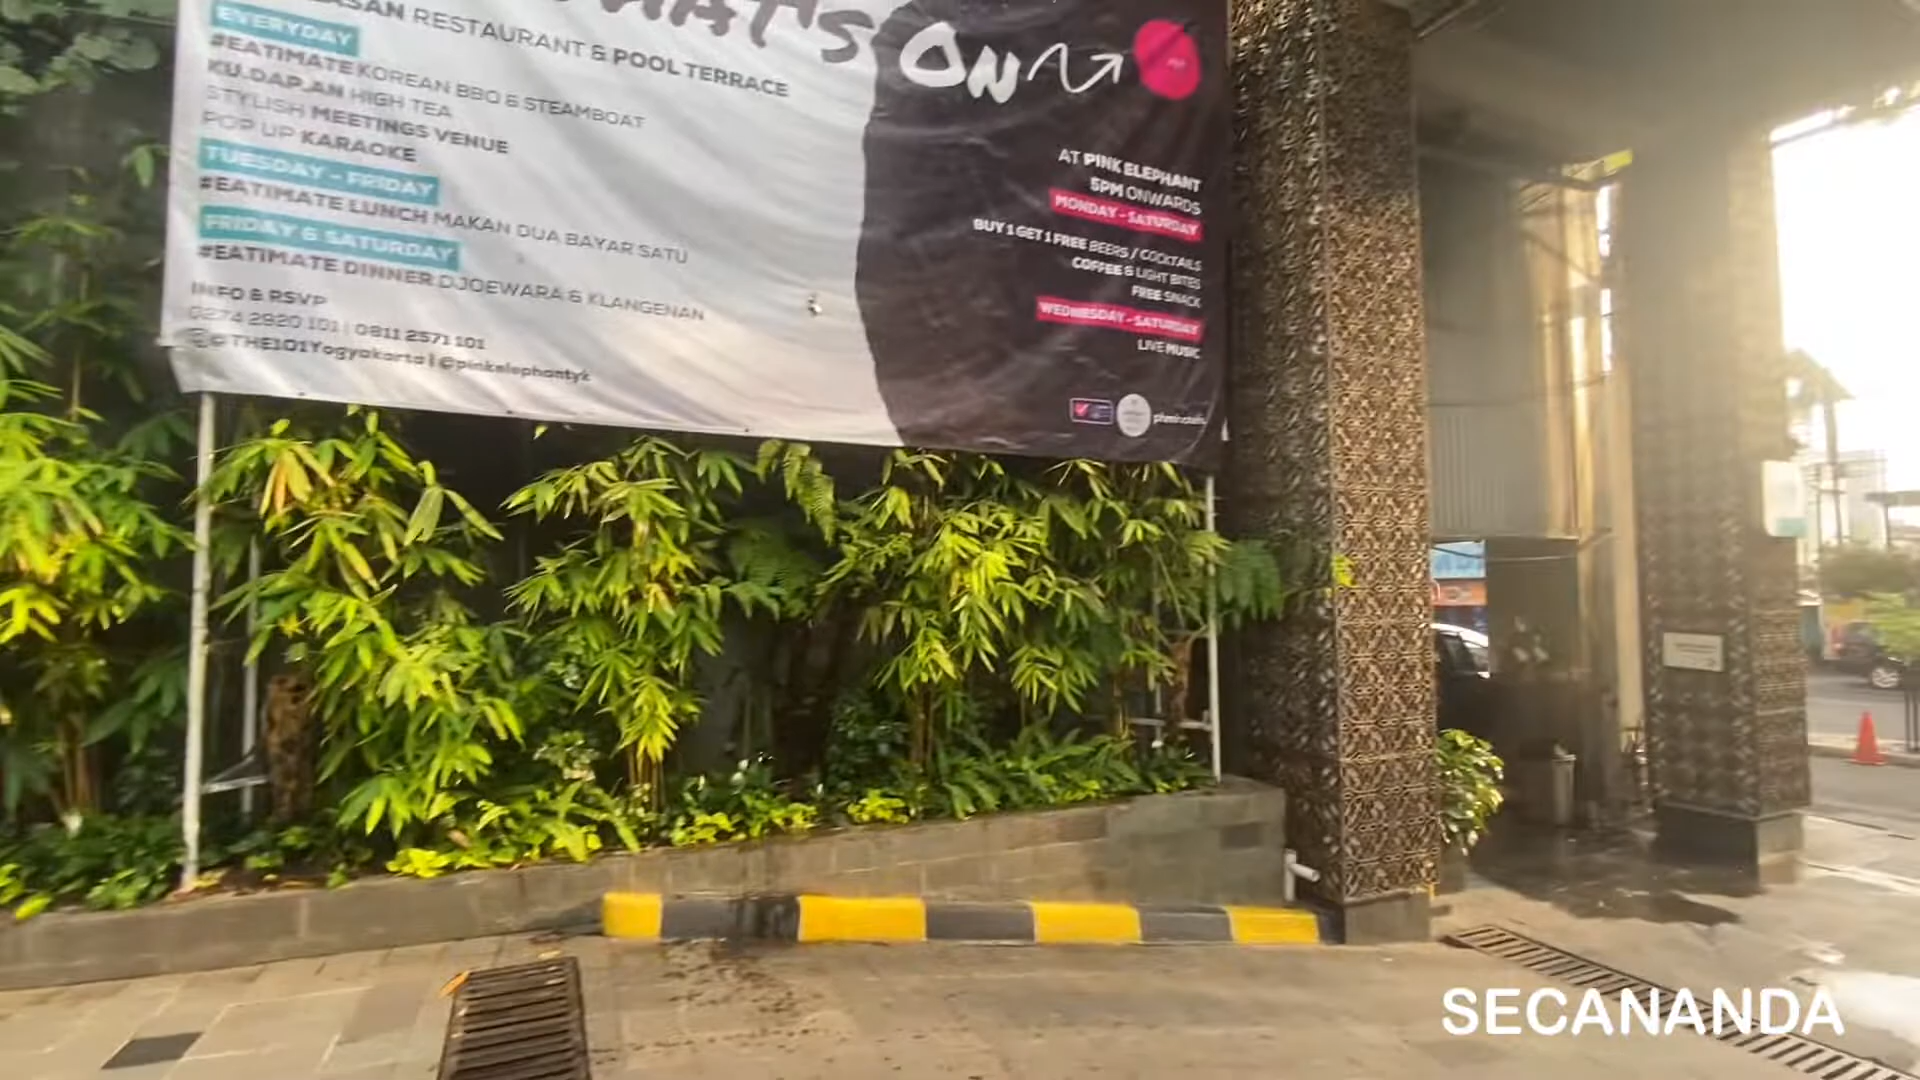 WHAT'S ON
RESTAURANT & POOL TERRACE
EVERYDAY
#EATIMATE KOREAN BBQ & STEAMBOAT
KU.DAP.AN HIGH TEA
STYLISH MEETINGS VENUE
POP UP KARAOKE
TUESDAY - FRIDAY
#EATIMATE LUNCH MAKAN DUA BAYAR SATU
FRIDAY & SATURDAY
#EATIMATE DINNER DJOEWARA & KLANGENAN
INFO & RSVP
0274 2920 101 | 0811 2571 101
@THE101Yogyakarta | @pinkelephantyk
AT PINK ELEPHANT
5PM ONWARDS
MONDAY - SATURDAY
BUY 1 GET 1 FREE BEERS / COCKTAILS
COFFEE & LIGHT BITES
FREE SNACK
WEDNESDAY - SATURDAY
LIVE MUSIC
SECANANDA